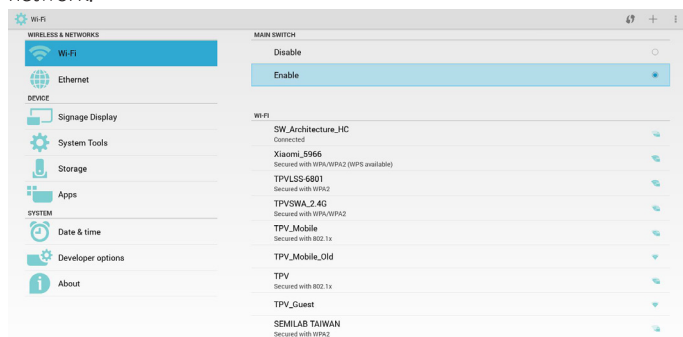 network.
Wi-Fi
WIRELESS & NETWORKS
Wi-Fi
Ethernet
DEVICE
Signage Display
System Tools
Storage
Apps
SYSTEM
Date & time
Developer options
About
MAIN SWITCH
Disable
Enable
WI-FI
SW_Architecture_HC
Connected
Xiaomi_5966
Secured with WPA/WPA2 (WPS available)
TPVLSS-6801
Secured with WPA2
TPVSWA_2.4G
Secured with WPA/WPA2
TPV_Mobile
Secured with 802.1x
TPV_Mobile_Old
TPV
Secured with 802.1x
TPV_Guest
SEMILAB TAIWAN
Secured with WPA2